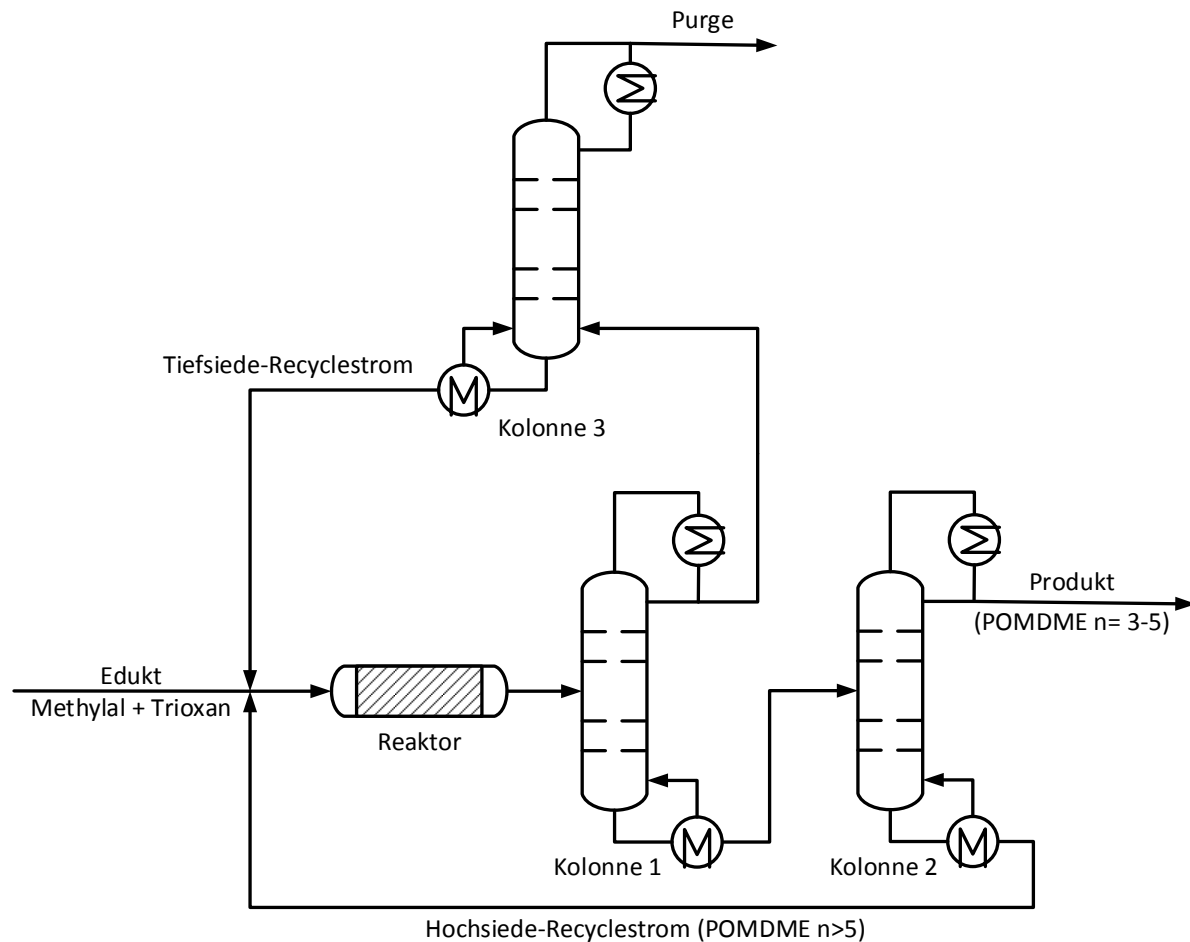 Purge
Tiefsiede-Recyclestrom
Kolonne 3
Edukt
Methylal + Trioxan
Reaktor
Produkt
(POMDME n= 3-5)
Kolonne 1
Kolonne 2
Hochsiede-Recyclestrom (POMDME n>5)